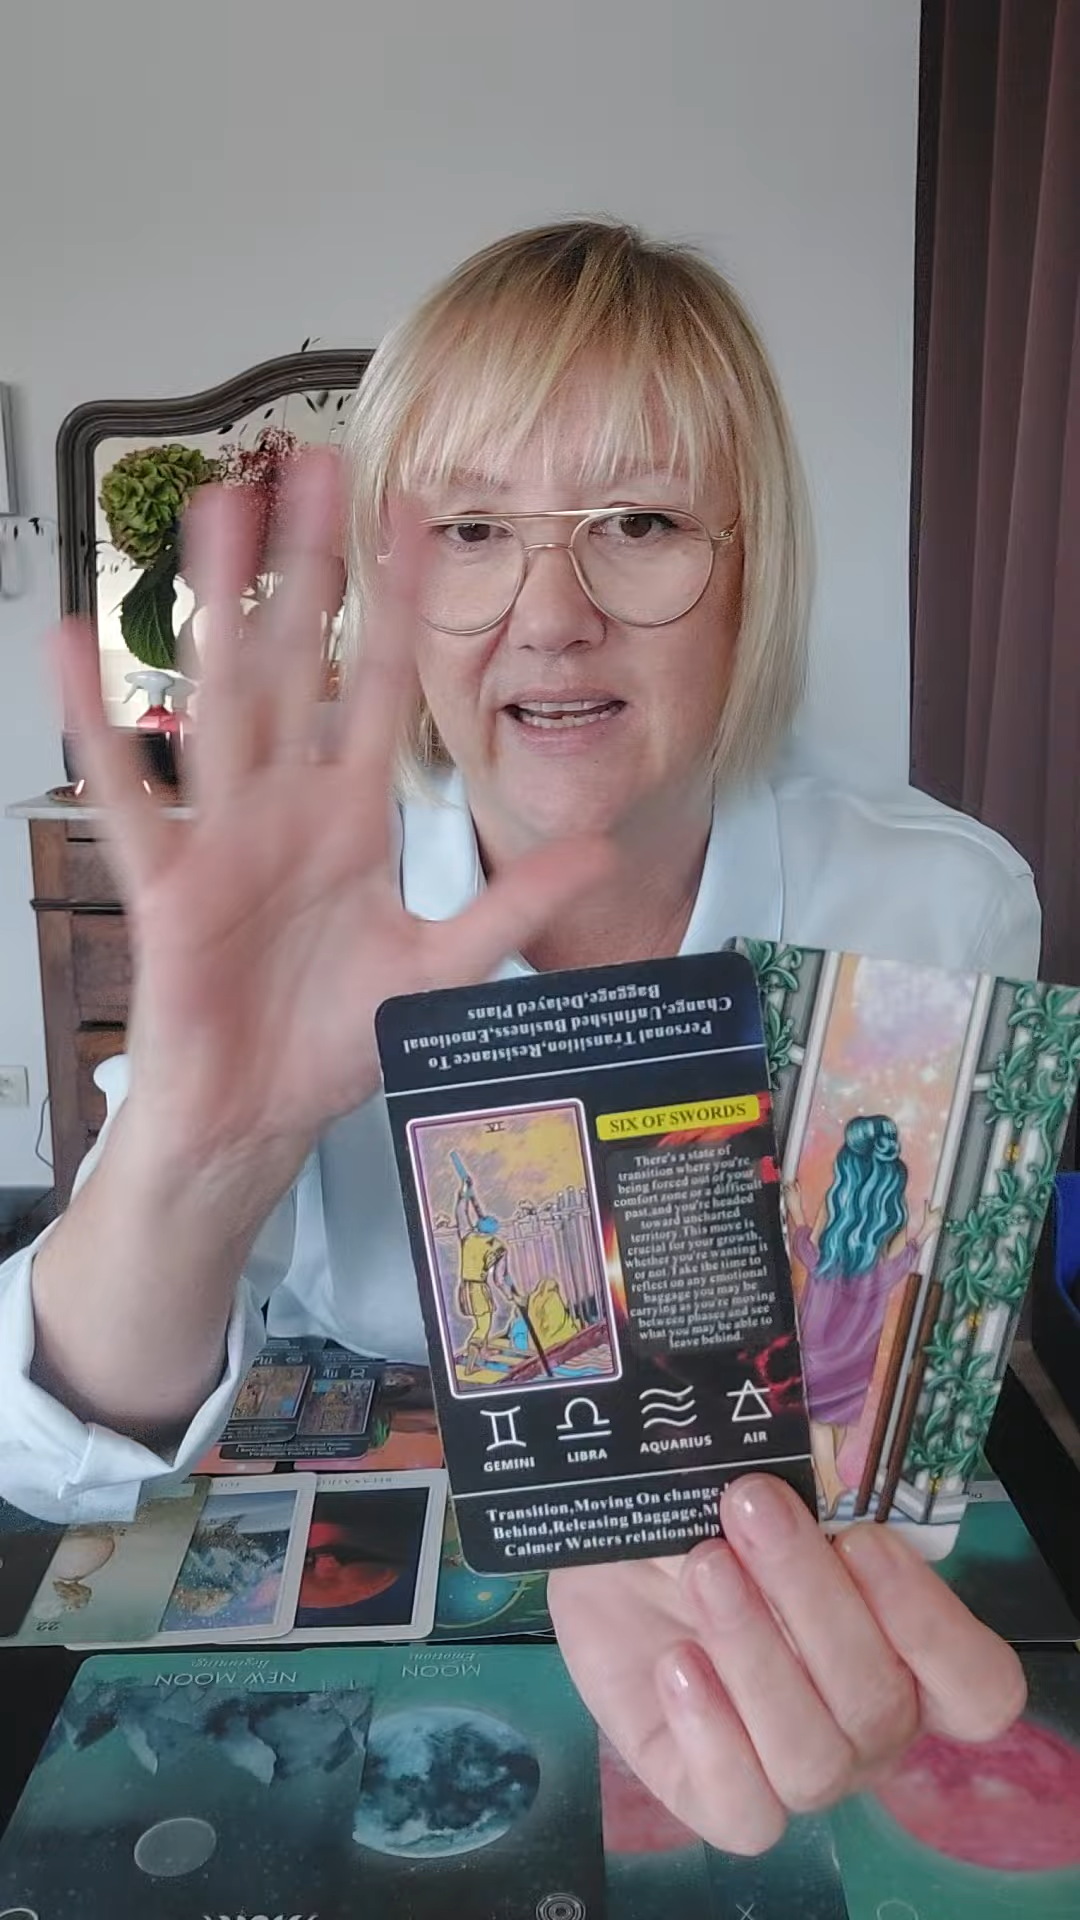 Personal Transition,Resistance To
Change,Unfinished Business,Emotional
Baggage,Delayed Plans
VI
SIX OF SWORDS
There's a state of
transition where you're
being forced out of your
comfort zone or a difficult
past,and you're headed
toward uncharted
territory. This move is
crucial for your growth,
whether you're wanting it
or not. Take the time to
reflect on any emotional
baggage you may be
carrying as you're moving
between phases and see
what you may be able to
leave behind.
GEMINI
LIBRA
AQUARIUS
AIR
Transition,Moving On change,
Behind,Releasing Baggage,M
Calmer Waters relationship
22
NEW MOON
Beginning
MOON
Emotion